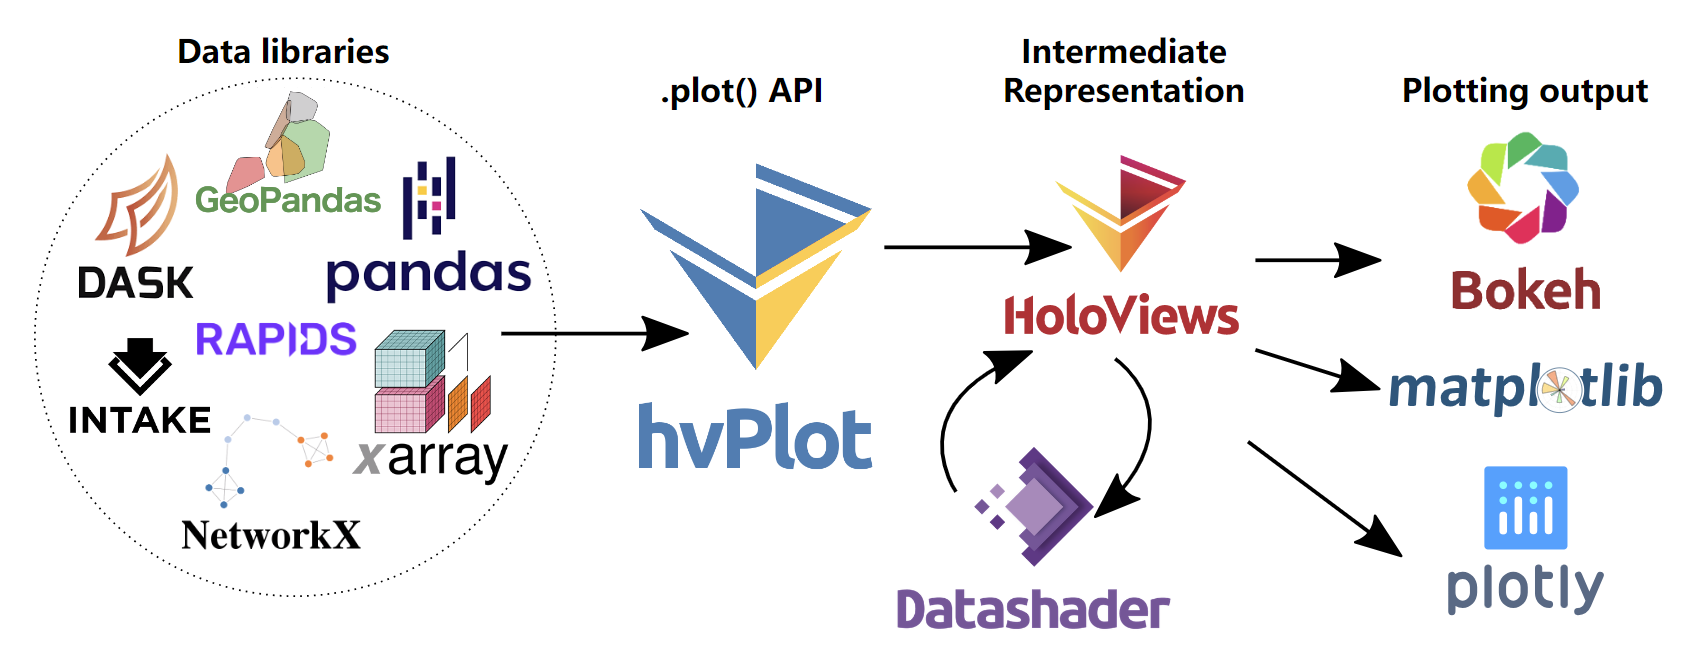 Data libraries
GeoPandas
DASK
pandas
RAPIDS
INTAKE
xarray
NetworkX
.plot() API
hvPlot
Intermediate
Representation
HoloViews
Datashader
Plotting output
Bokeh
matplotlib
plotly